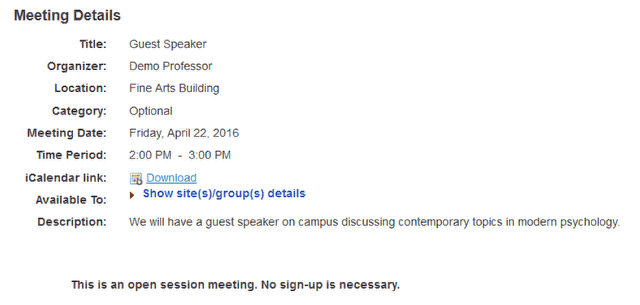 Meeting Details
Title: Guest Speaker
Organizer: Demo Professor
Location: Fine Arts Building
Category: Optional
Meeting Date: Friday, April 22, 2016
Time Period: 2:00 PM - 3:00 PM
iCalendar link: Download
Available To: Show site(s)/group(s) details
Description: We will have a guest speaker on campus discussing contemporary topics in modern psychology.
This is an open session meeting. No sign-up is necessary.